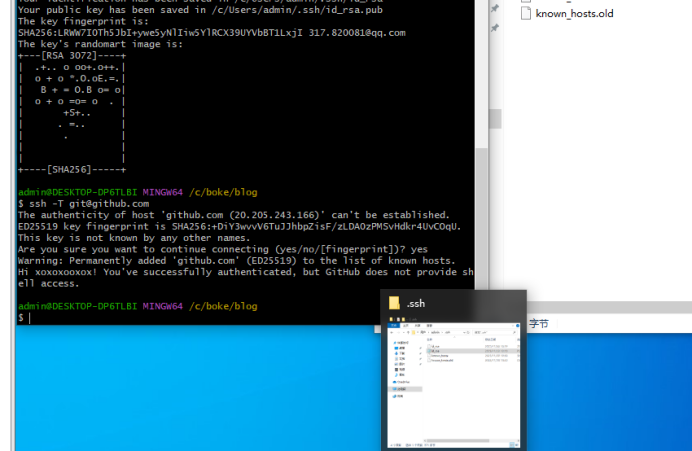 Your public key has been saved in /c/Users/admin/.ssh/id_rsa.pub
The key fingerprint is:
SHA256:LRWW7IOTh5JbI+ywe5yNlIiw5YlRCX39UYVbBT1LxjI 317.820081@qq.com
The key's randomart image is:
+---[RSA 3072]----+
| .+.. o oo+.o++.|
| o + o *.O.oE.=.|
| B + = O.B o= o|
| o + o =o= o . |
| +S+.. |
| . =.. |
| . |
| |
| |
+----[SHA256]-----+
admin@DESKTOP-DP6TLBI MINGW64 /c/boke/blog
$ ssh -T git@github.com
The authenticity of host 'github.com (20.205.243.166)' can't be established.
ED25519 key fingerprint is SHA256:+DiY3wvvV6TuJJhbpZisF/zLDAOzPMSvHdkr4UvCOqU.
This key is not known by any other names.
Are you sure you want to continue connecting (yes/no/[fingerprint])? yes
Warning: Permanently added 'github.com' (ED25519) to the list of known hosts.
Hi xoxoxooxox! You've successfully authenticated, but GitHub does not provide sh
ell access.
admin@DESKTOP-DP6TLBI MINGW64 /c/boke/blog
$
known_hosts.old
字节
.ssh